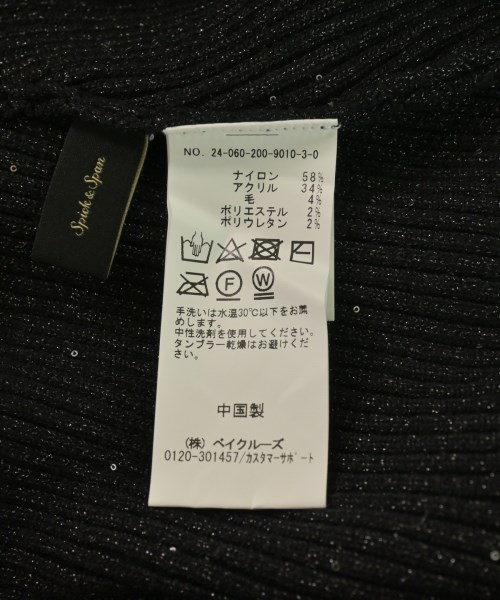 Spick & Span
NO. 24-060-200-9010-3-0
ナイロン 58%
アクリル 34%
毛 4%
ポリエステル 2%
ポリウレタン 2%
F W
手洗いは水温30℃以下をお薦
めします。
中性洗剤を使用してください。
タンブラー乾燥はお避けくださ
い。
中国製
(株) ベイクルーズ
0120-301457/カスタマーサポート